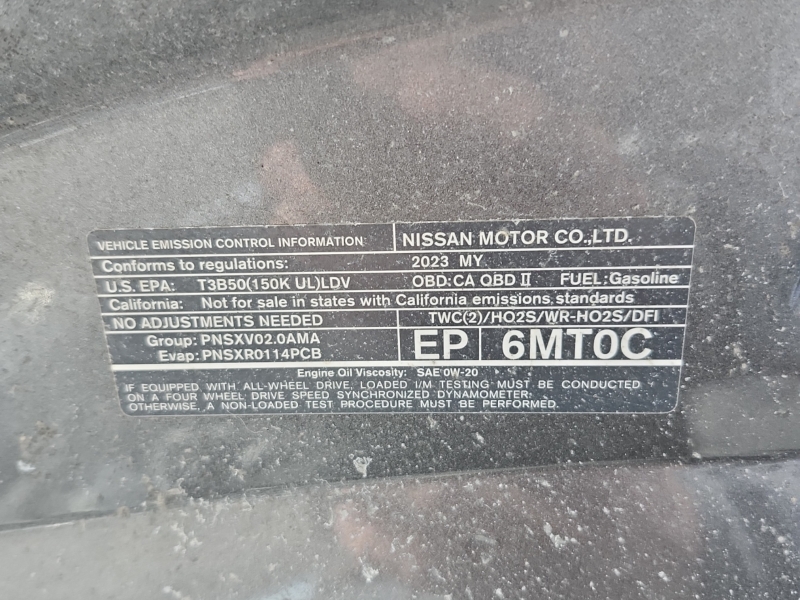 VEHICLE EMISSION CONTROL INFORMATION NISSAN MOTOR CO.,LTD.
Conforms to regulations: 2023 MY
U.S. EPA: T3B50(150K UL)LDV OBD: CA OBD II FUEL: Gasoline
California: Not for sale in states with California emissions standards
NO ADJUSTMENTS NEEDED TWC(2)/HO2S/WR-HO2S/DFI
Group: PNSXV02.0AMA
Evap: PNSXR0114PCB
EP 6MT0C
Engine Oil Viscosity: SAE 0W-20
IF EQUIPPED WITH ALL-WHEEL DRIVE, LOADED I/M TESTING MUST BE CONDUCTED
ON A FOUR WHEEL DRIVE SPEED SYNCHRONIZED DYNAMOMETER;
OTHERWISE, A NON-LOADED TEST PROCEDURE MUST BE PERFORMED.